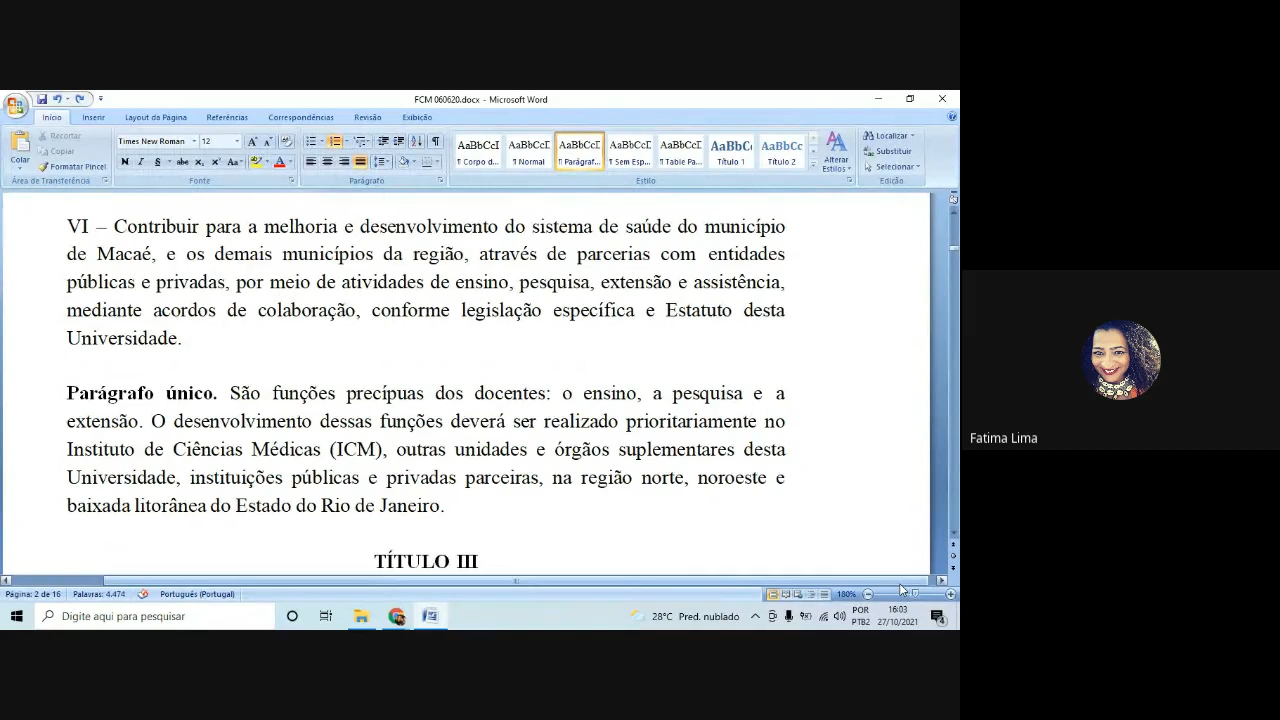 FCM 060620.docx - Microsoft Word
Início Inserir Layout da Página Referências Correspondências Revisão Exibição
Colar
Recortar
Copiar
Formatar Pincel
Área de Transferência
Times New Roman 12
Fonte
Parágrafo
AaBbCcI AaBbCcD AaBbCcI AaBbCcI AaBbCcI AaBbC AaBbCc
¶ Corpo d... ¶ Normal ¶ Parágraf... ¶ Sem Esp... ¶ Table Pa... Título 1 Título 2
Alterar
Estilos
Estilo
Localizar
Substituir
Selecionar
Edição
VI – Contribuir para a melhoria e desenvolvimento do sistema de saúde do município
de Macaé, e os demais municípios da região, através de parcerias com entidades
públicas e privadas, por meio de atividades de ensino, pesquisa, extensão e assistência,
mediante acordos de colaboração, conforme legislação específica e Estatuto desta
Universidade.
Parágrafo único. São funções precípuas dos docentes: o ensino, a pesquisa e a
extensão. O desenvolvimento dessas funções deverá ser realizado prioritariamente no
Instituto de Ciências Médicas (ICM), outras unidades e órgãos suplementares desta
Universidade, instituições públicas e privadas parceiras, na região norte, noroeste e
baixada litorânea do Estado do Rio de Janeiro.
TÍTULO III
Página: 2 de 16 Palavras: 4.474 Português (Portugal) 180%
Digite aqui para pesquisar
28°C Pred. nublado
POR
PTB2
16:03
27/10/2021
4
Fatima Lima